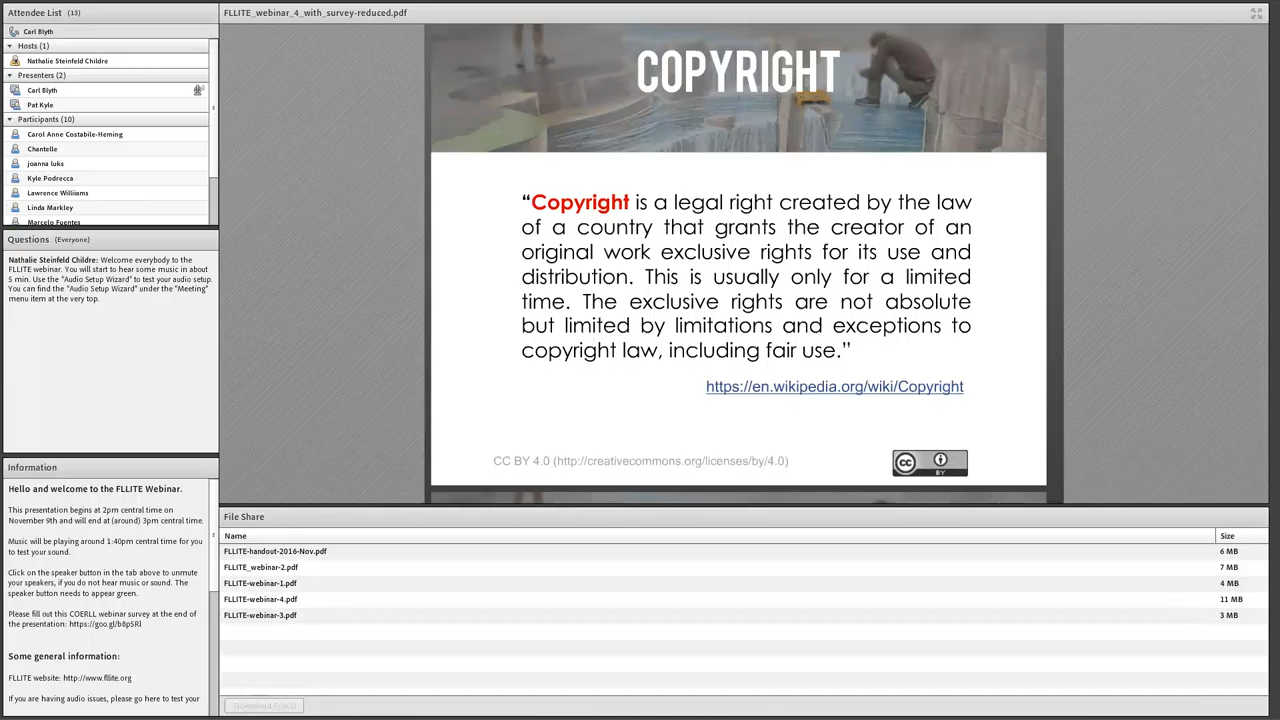 Attendee List (13)
Carl Blyth
Hosts (1)
Nathalie Steinfeld Childre
Presenters (2)
Carl Blyth
Pat Kyle
Participants (10)
Carol Anne Costabile-Heming
Chantelle
joanna luks
Kyle Podrecca
Lawrence Williiams
Linda Markley
Marcelo Fuentes
Questions (Everyone)
Nathalie Steinfeld Childre: Welcome everybody to the
FLLITE webinar. You will start to hear some music in about
5 min. Use the "Audio Setup Wizard" to test your audio setup.
You can find the "Audio Setup Wizard" under the "Meeting"
menu item at the very top.
Information
Hello and welcome to the FLLITE Webinar.
This presentation begins at 2pm central time on
November 9th and will end at (around) 3pm central time.
Music will be playing around 1:40pm central time for you
to test your sound.
Click on the speaker button in the tab above to unmute
your speakers, if you do not hear music or sound. The
speaker button needs to appear green.
Please fill out this COERLL webinar survey at the end of
the presentation: https://goo.gl/b8p5Rl
Some general information:
FLLITE website: http://www.fllite.org
If you are having audio issues, please go here to test your
FLLITE_webinar_4_with_survey-reduced.pdf
COPYRIGHT
“Copyright is a legal right created by the law
of a country that grants the creator of an
original work exclusive rights for its use and
distribution. This is usually only for a limited
time. The exclusive rights are not absolute
but limited by limitations and exceptions to
copyright law, including fair use.”
https://en.wikipedia.org/wiki/Copyright
CC BY 4.0 (http://creativecommons.org/licenses/by/4.0)
cc BY
File Share
Name Size
FLLITE-handout-2016-Nov.pdf 6 MB
FLLITE_webinar-2.pdf 7 MB
FLLITE-webinar-1.pdf 4 MB
FLLITE-webinar-4.pdf 11 MB
FLLITE-webinar-3.pdf 3 MB
Download File(s)